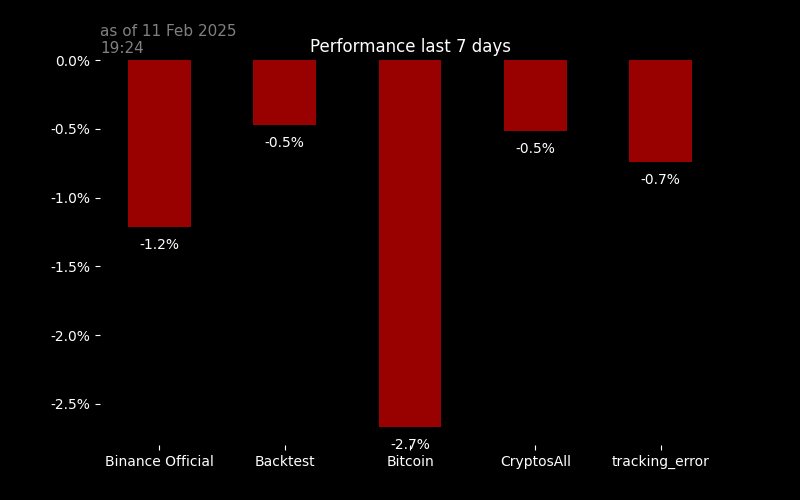 as of 11 Feb 2025
19:24
Performance last 7 days
0.0%
-0.5%
-1.0%
-1.5%
-2.0%
-2.5%
-1.2%
-0.5%
-2.7%
-0.5%
-0.7%
Binance Official
Backtest
Bitcoin
CryptosAll
tracking_error